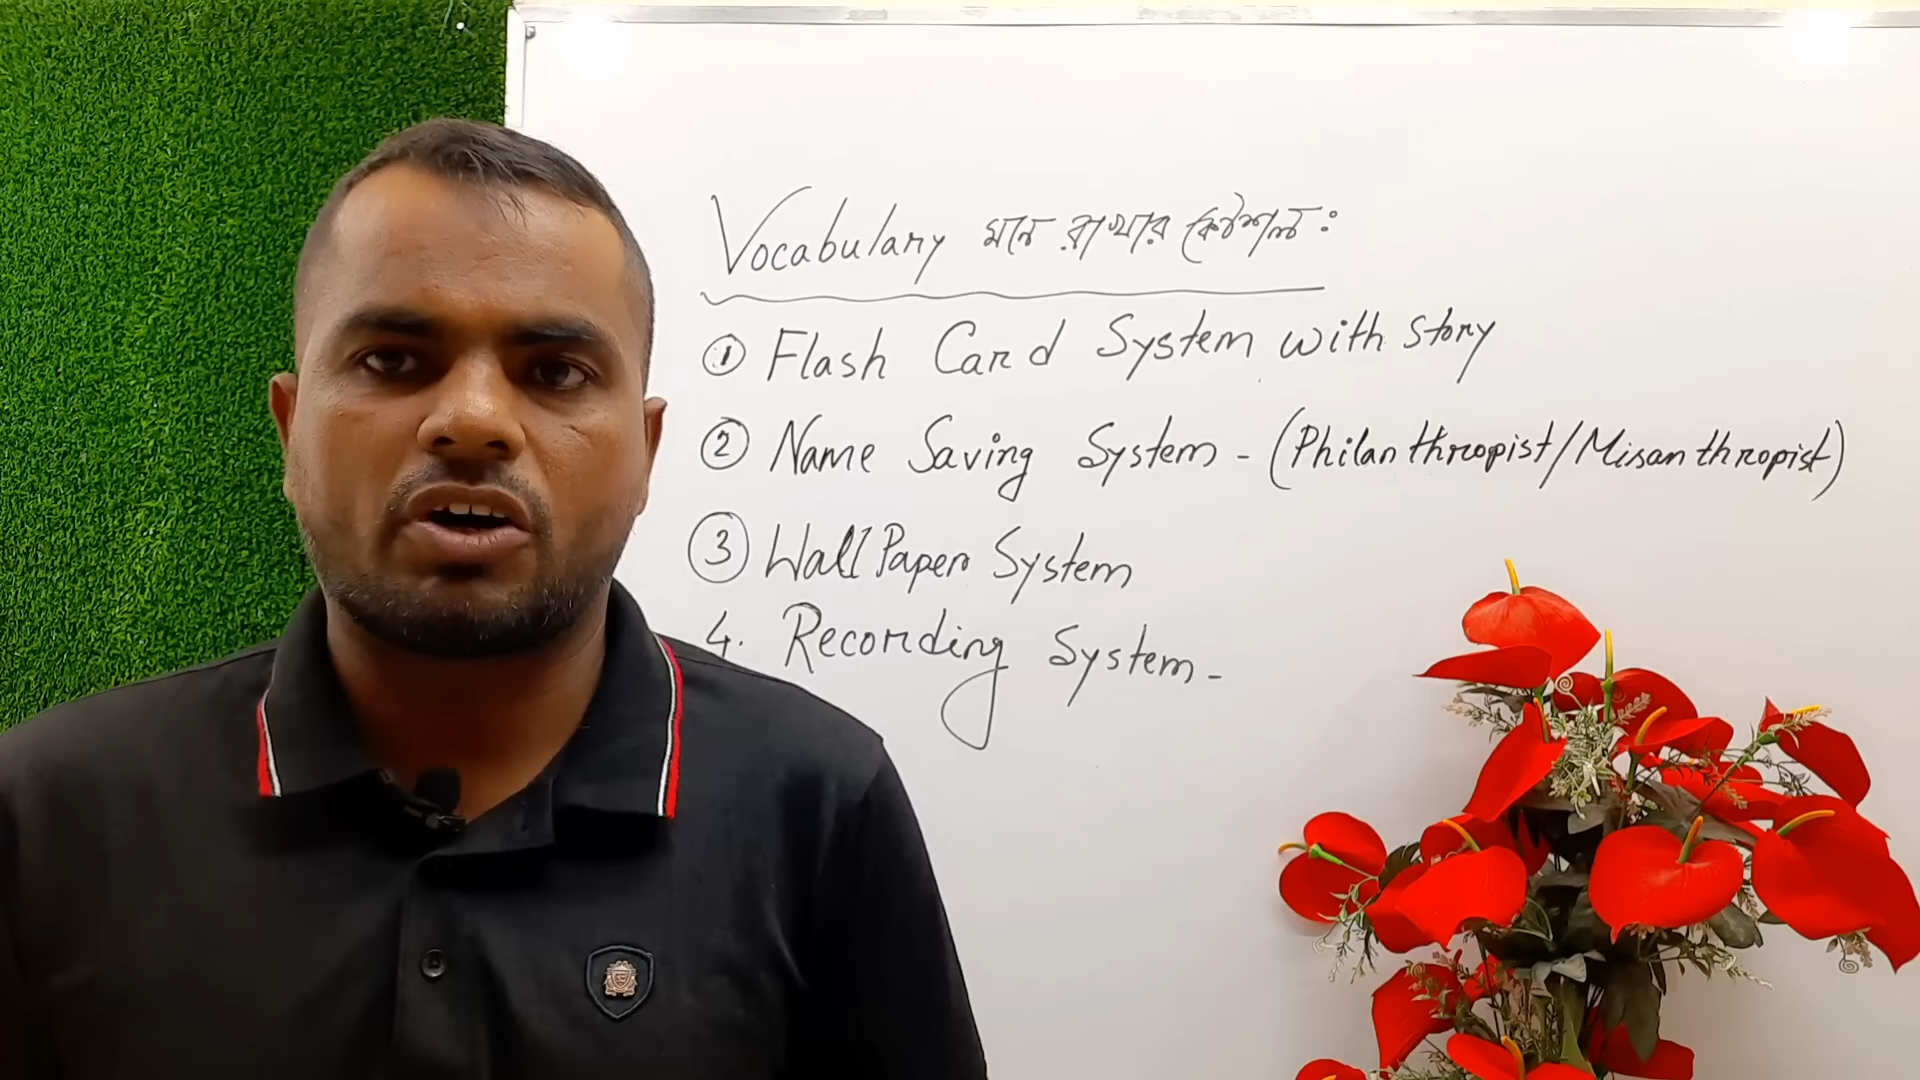 Vocabulary মনে রাখার কৌশল :
① Flash Card System with story
② Name Saving System - (Philanthropist/Misanthropist)
③ Wall Paper System
4. Recording System -